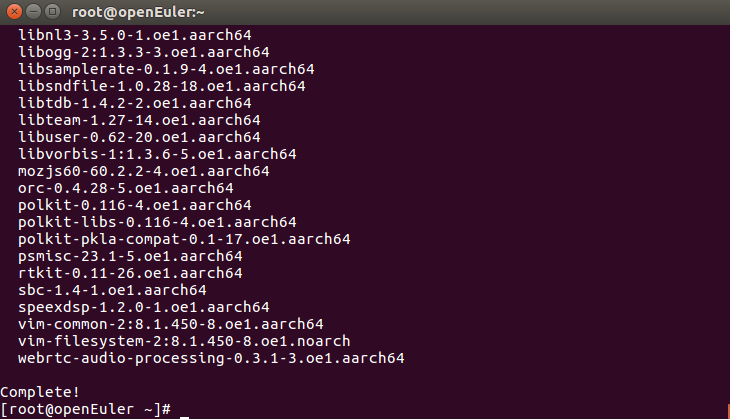 root@openEuler:~
libnl3-3.5.0-1.oe1.aarch64
libogg-2:1.3.3-3.oe1.aarch64
libsamplerate-0.1.9-4.oe1.aarch64
libsndfile-1.0.28-18.oe1.aarch64
libtdb-1.4.2-2.oe1.aarch64
libteam-1.27-14.oe1.aarch64
libuser-0.62-20.oe1.aarch64
libvorbis-1:1.3.6-5.oe1.aarch64
mozjs60-60.2.2-4.oe1.aarch64
orc-0.4.28-5.oe1.aarch64
polkit-0.116-4.oe1.aarch64
polkit-libs-0.116-4.oe1.aarch64
polkit-pkla-compat-0.1-17.oe1.aarch64
psmisc-23.1-5.oe1.aarch64
rtkit-0.11-26.oe1.aarch64
sbc-1.4-1.oe1.aarch64
speexdsp-1.2.0-1.oe1.aarch64
vim-common-2:8.1.450-8.oe1.aarch64
vim-filesystem-2:8.1.450-8.oe1.noarch
webrtc-audio-processing-0.3.1-3.oe1.aarch64
Complete!
[root@openEuler ~]#